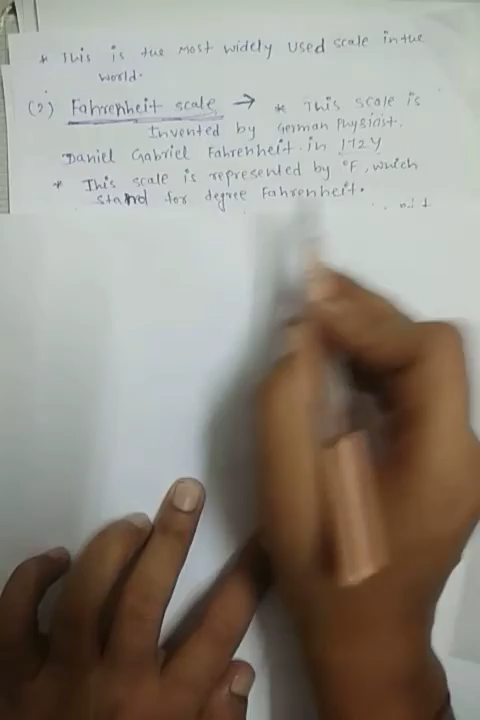 * This is the most widely used scale in the
world.
(2) Fahrenheit scale → * This scale is
Invented by German Physist.
Daniel Gabriel Fahrenheit. in 1724
* This scale is represented by °F, which
stand for degree Fahrenheit.